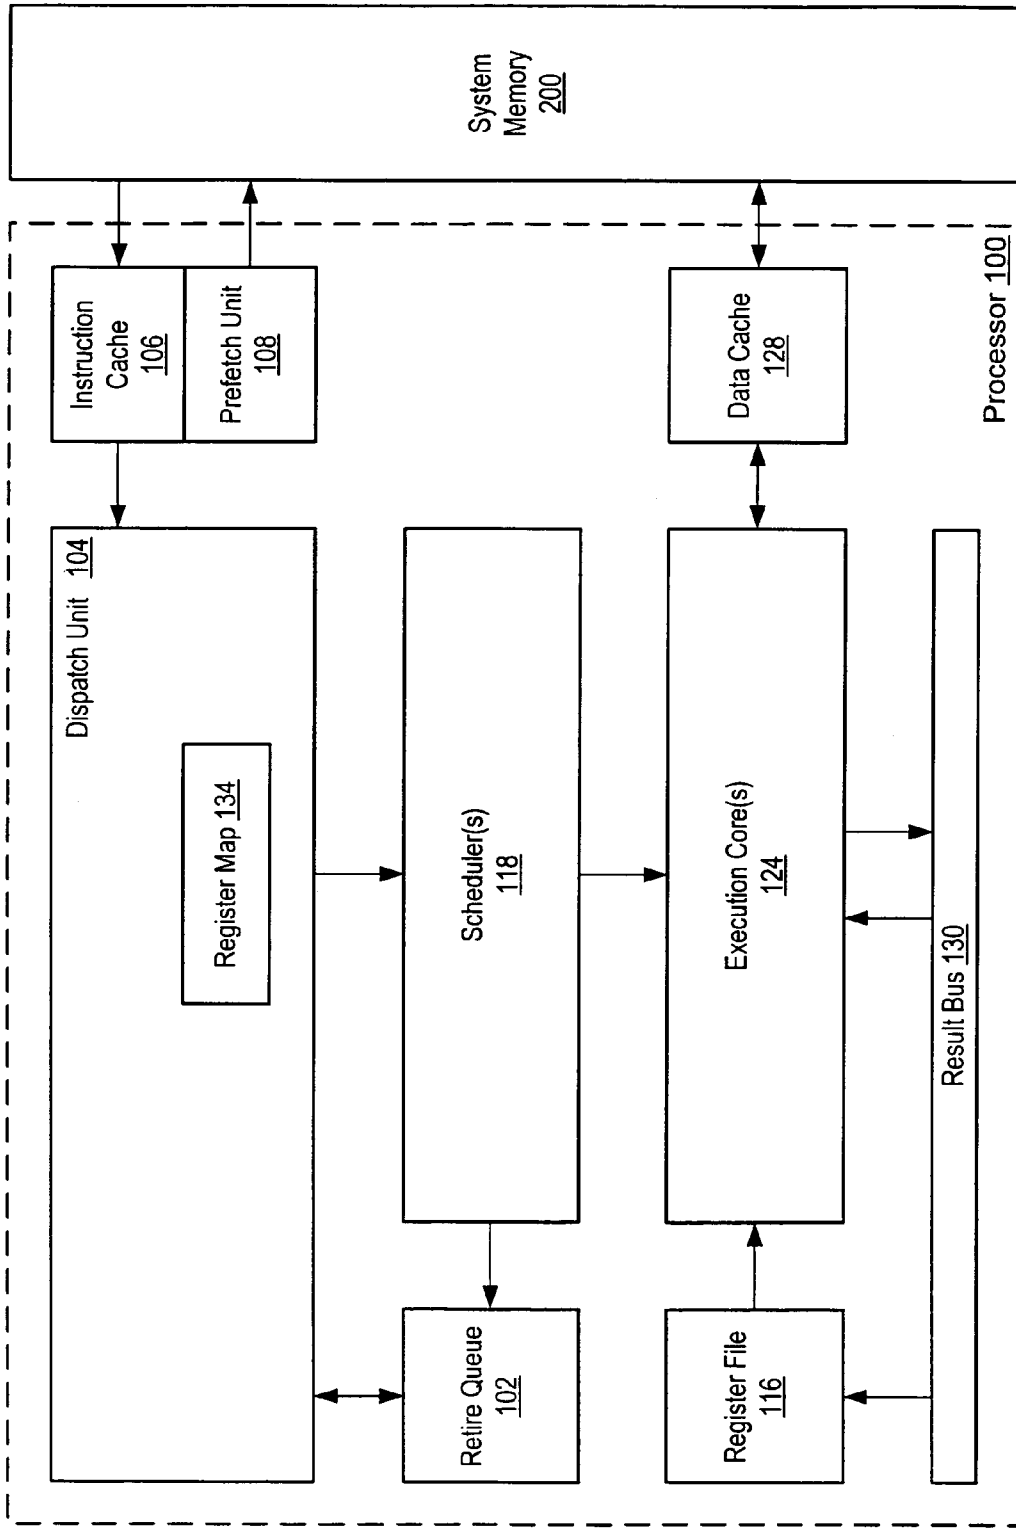 System
Memory
200
Instruction
Cache
106
Prefetch Unit
108
Data Cache
128
Processor 100
Dispatch Unit 104
Register Map 134
Scheduler(s)
118
Execution Core(s)
124
Result Bus 130
Retire Queue
102
Register File
116